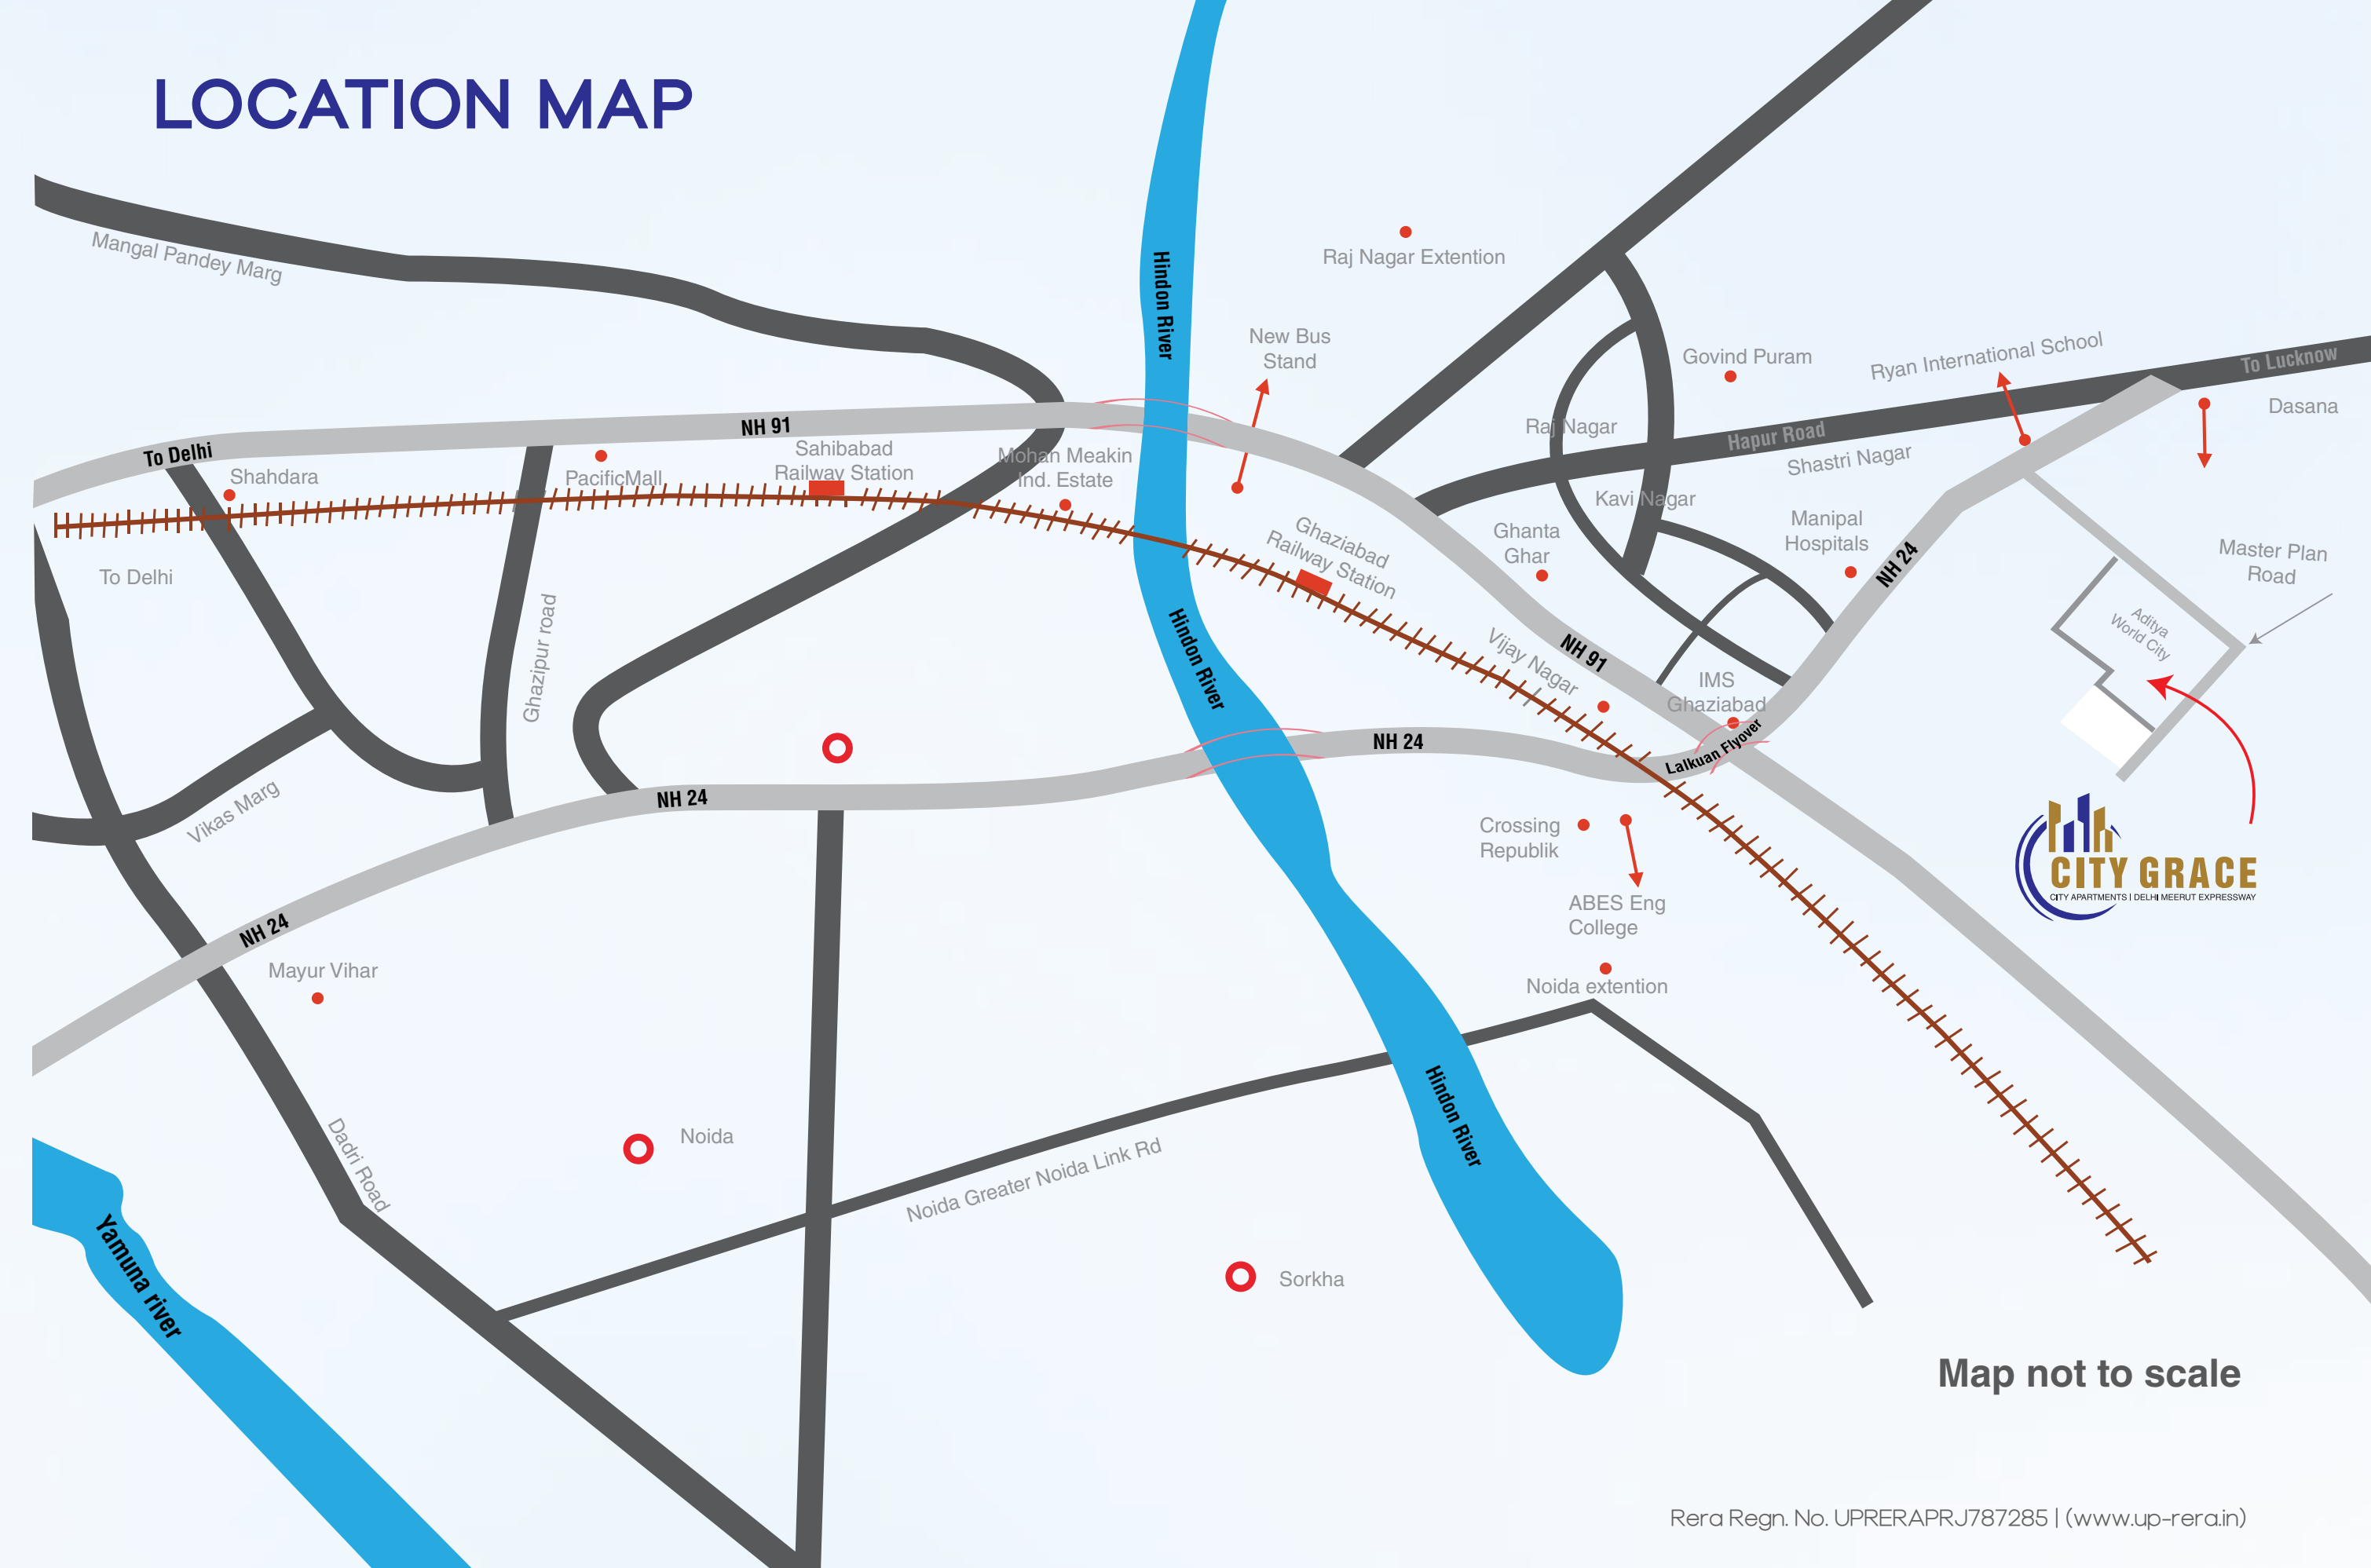 LOCATION MAP
Mangal Pandey Marg
Hindon River
Raj Nagar Extention
New Bus
Stand
Govind Puram
Ryan International School
To Lucknow
Dasana
To Delhi
NH 91
Raj Nagar
Hapur Road
Shastri Nagar
Shahdara
PacificMall
Sahibabad
Railway Station
Mohan Meakin
Ind. Estate
Kavi Nagar
Ghaziabad
Railway Station
Ghanta
Ghar
Manipal
Hospitals
NH 24
Master Plan
Road
To Delhi
Ghazipur road
Hindon River
Vijay Nagar
NH 91
IMS
Ghaziabad
Aditya
World City
Lalkuan Flyover
NH 24
NH 24
Vikas Marg
Crossing
Republik
CITY GRACE
CITY APARTMENTS | DELHI MEERUT EXPRESSWAY
NH 24
ABES Eng
College
Mayur Vihar
Noida extention
Hindon River
Dadri Road
Noida
Noida Greater Noida Link Rd
Yamuna river
Sorkha
Map not to scale
Rera Regn. No. UPRERAPRJ787285 | (www.up-rera.in)